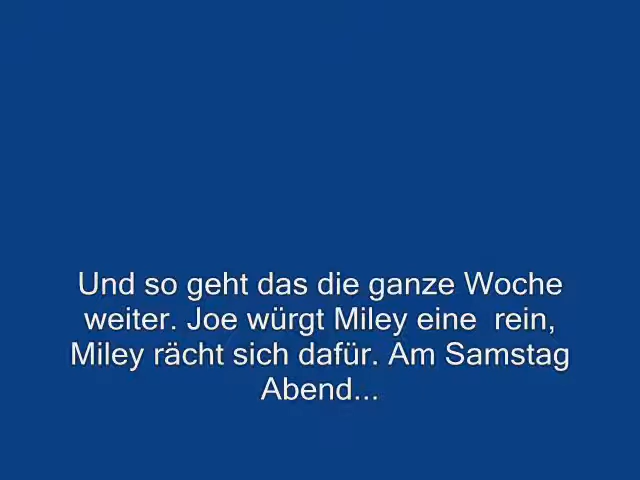 Und so geht das die ganze Woche
weiter. Joe würgt Miley eine  rein,
Miley rächt sich dafür. Am Samstag
Abend...